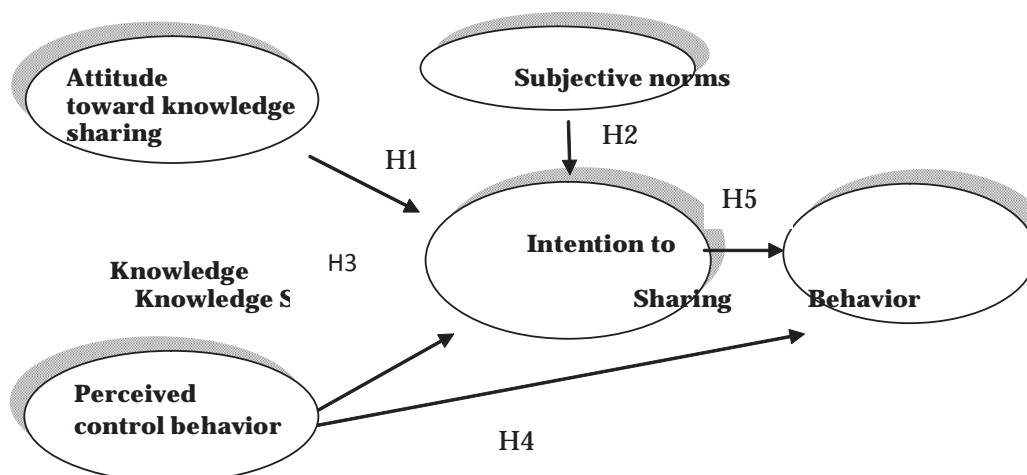 Attitude
toward knowledge
sharing
Subjective norms
H1
H2
H5
Intention to
Knowledge
H3
Knowledge S
Sharing
Behavior
Perceived
control behavior
H4